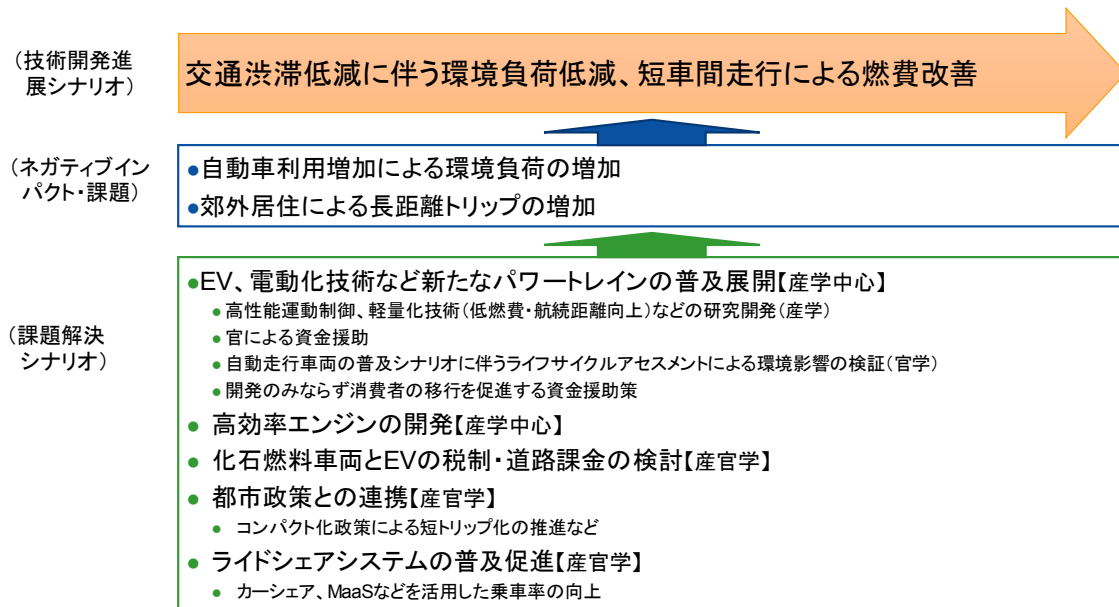 (技術開発進
展シナリオ)
交通渋滞低減に伴う環境負荷低減、短車間走行による燃費改善
(ネガティブイン
パクト・課題)
●自動車利用増加による環境負荷の増加
●郊外居住による長距離トリップの増加
(課題解決
シナリオ)
●EV、電動化技術など新たなパワートレインの普及展開【産学中心】
●高性能運動制御、軽量化技術(低燃費・航続距離向上)などの研究開発(産学)
●官による資金援助
●自動走行車両の普及シナリオに伴うライフサイクルアセスメントによる環境影響の検証(官学)
●開発のみならず消費者の移行を促進する資金援助策
● 高効率エンジンの開発【産学中心】
● 化石燃料車両とEVの税制・道路課金の検討【産官学】
● 都市政策との連携【産官学】
● コンパクト化政策による短トリップ化の推進など
● ライドシェアシステムの普及促進【産官学】
● カーシェア、MaaSなどを活用した乗車率の向上